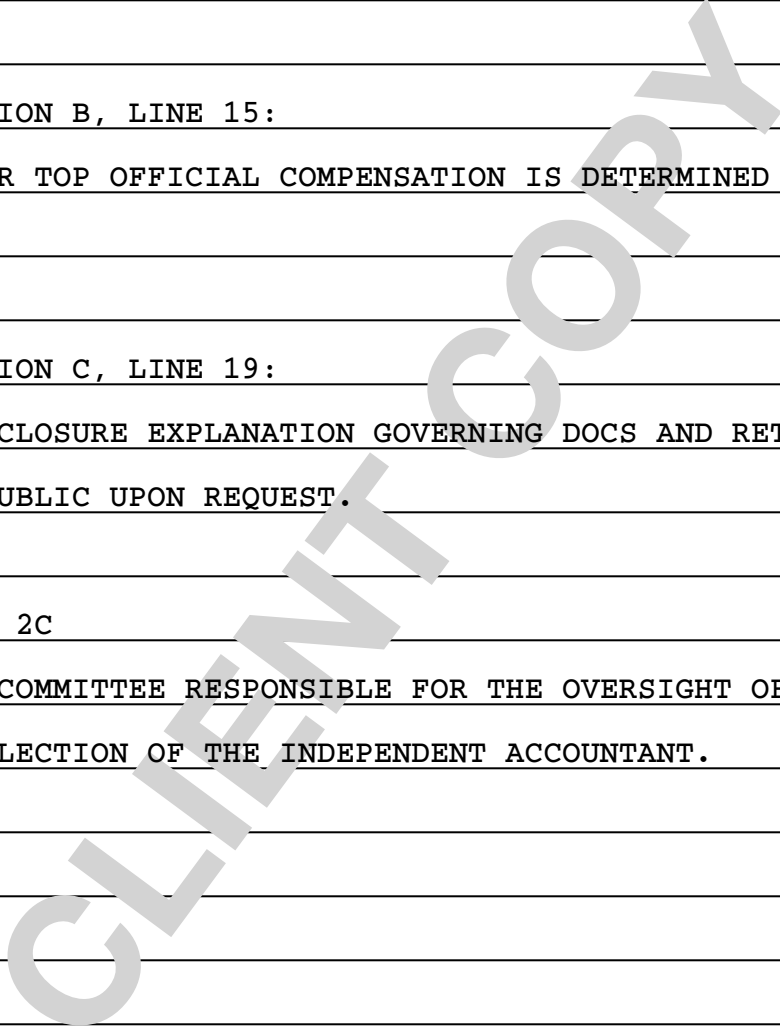 ION B, LINE 15:
R TOP OFFICIAL COMPENSATION IS DETERMINED
ION C, LINE 19:
CLOSURE EXPLANATION GOVERNING DOCS AND RET
UBLIC UPON REQUEST.
2C
COMMITTEE RESPONSIBLE FOR THE OVERSIGHT OF
LECTION OF THE INDEPENDENT ACCOUNTANT.
CLIENT COPY